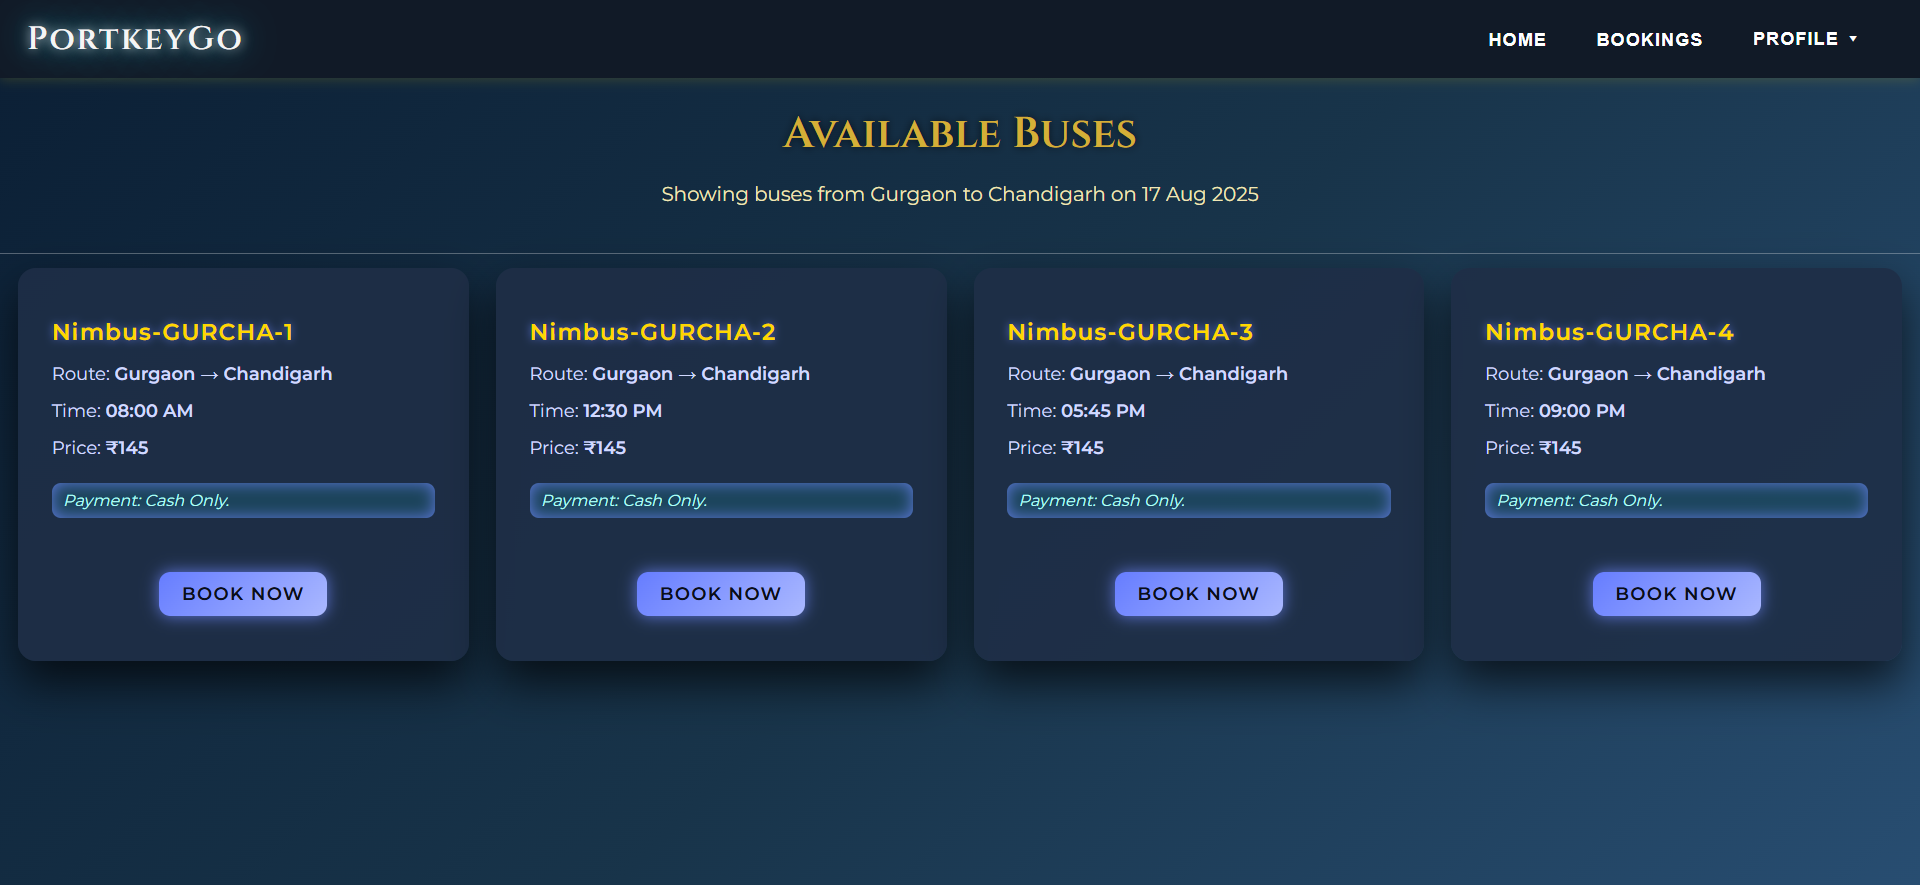 PortkeyGo
HOME
BOOKINGS
PROFILE ▼
Available Buses
Showing buses from Gurgaon to Chandigarh on 17 Aug 2025
Nimbus-GURCHA-1
Route: Gurgaon → Chandigarh
Time: 08:00 AM
Price: ₹145
Payment: Cash Only.
BOOK NOW
Nimbus-GURCHA-2
Route: Gurgaon → Chandigarh
Time: 12:30 PM
Price: ₹145
Payment: Cash Only.
BOOK NOW
Nimbus-GURCHA-3
Route: Gurgaon → Chandigarh
Time: 05:45 PM
Price: ₹145
Payment: Cash Only.
BOOK NOW
Nimbus-GURCHA-4
Route: Gurgaon → Chandigarh
Time: 09:00 PM
Price: ₹145
Payment: Cash Only.
BOOK NOW